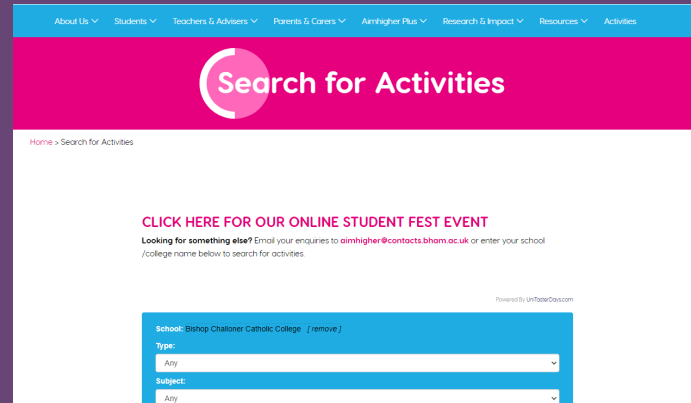 About Us Students Teachers & Advisers Parents & Carers Aimhigher Plus Research & Impact Resources Activities
Search for Activities
Home > Search for Activities
CLICK HERE FOR OUR ONLINE STUDENT FEST EVENT
Looking for something else? Email your enquiries to aimhigher@contacts.bham.ac.uk or enter your school
/college name below to search for activities.
Powered By UniTasterDays.com
School: Bishop Challoner Catholic College [ remove ]
Type:
Any
Subject:
Any